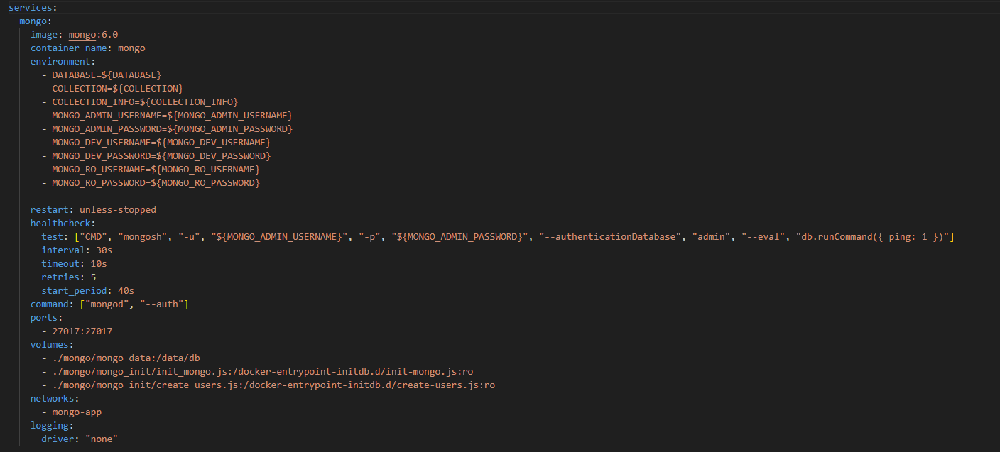 services:
  mongo:
    image: mongo:6.0
    container_name: mongo
    environment:
      - DATABASE=${DATABASE}
      - COLLECTION=${COLLECTION}
      - COLLECTION_INFO=${COLLECTION_INFO}
      - MONGO_ADMIN_USERNAME=${MONGO_ADMIN_USERNAME}
      - MONGO_ADMIN_PASSWORD=${MONGO_ADMIN_PASSWORD}
      - MONGO_DEV_USERNAME=${MONGO_DEV_USERNAME}
      - MONGO_DEV_PASSWORD=${MONGO_DEV_PASSWORD}
      - MONGO_RO_USERNAME=${MONGO_RO_USERNAME}
      - MONGO_RO_PASSWORD=${MONGO_RO_PASSWORD}

    restart: unless-stopped
    healthcheck:
      test: ["CMD", "mongosh", "-u", "${MONGO_ADMIN_USERNAME}", "-p", "${MONGO_ADMIN_PASSWORD}", "--authenticationDatabase", "admin", "--eval", "db.runCommand({ ping: 1 })"]
      interval: 30s
      timeout: 10s
      retries: 5
      start_period: 40s
    command: ["mongod", "--auth"]
    ports:
      - 27017:27017
    volumes:
      - ./mongo/mongo_data:/data/db
      - ./mongo/mongo_init/init_mongo.js:/docker-entrypoint-initdb.d/init-mongo.js:ro
      - ./mongo/mongo_init/create_users.js:/docker-entrypoint-initdb.d/create-users.js:ro
    networks:
      - mongo-app
    logging:
      driver: "none"